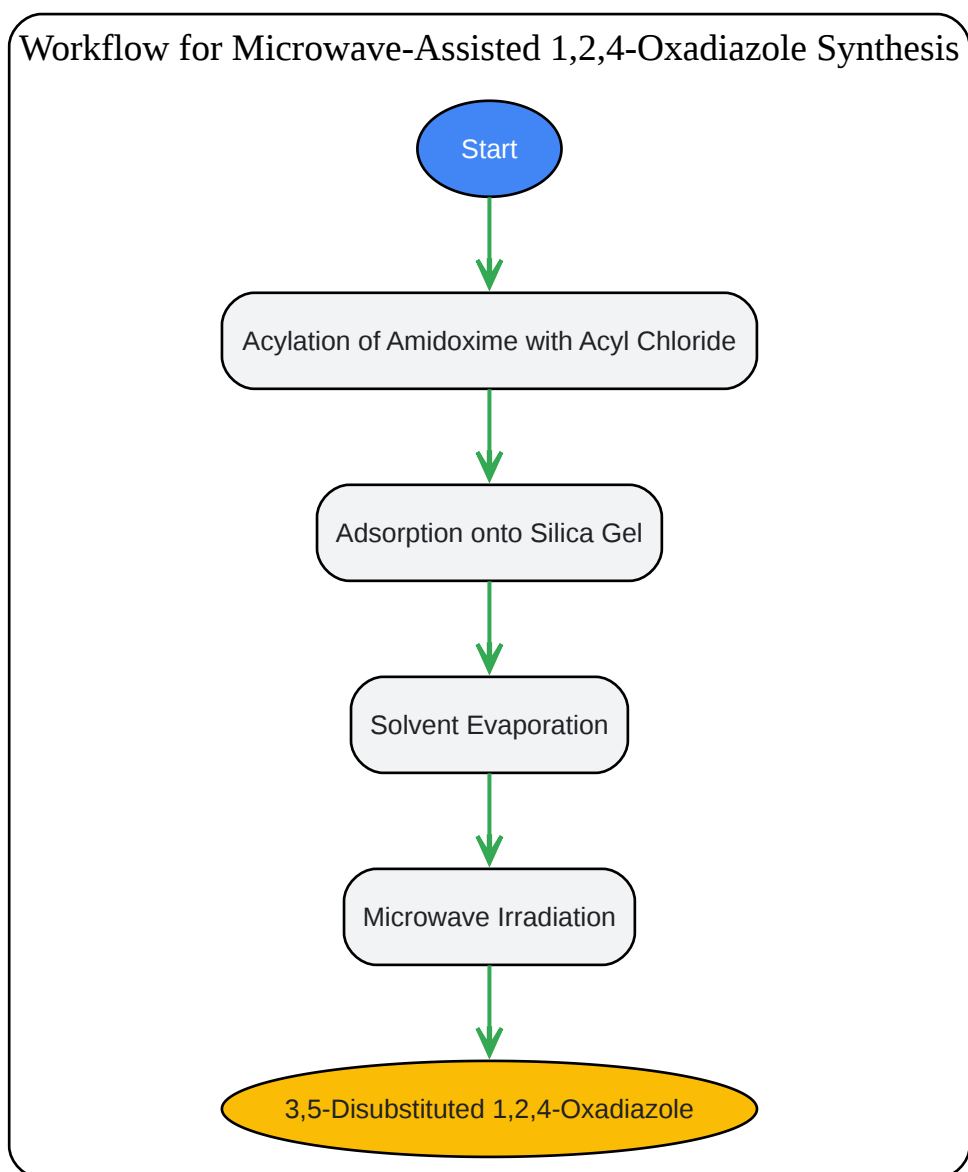 Workflow for Microwave-Assisted 1,2,4-Oxadiazole Synthesis
Start
Acylation of Amidoxime with Acyl Chloride
Adsorption onto Silica Gel
Solvent Evaporation
Microwave Irradiation
3,5-Disubstituted 1,2,4-Oxadiazole